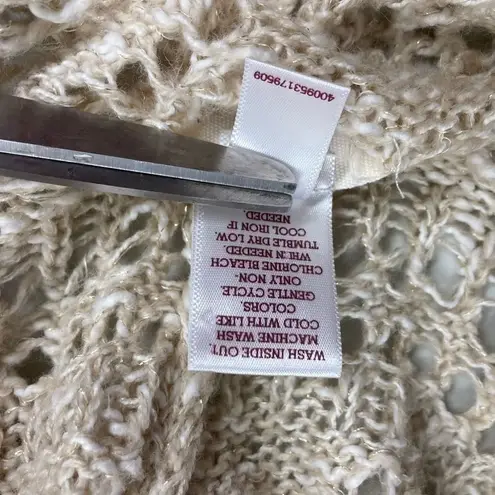 400953179509
WASH INSIDE OUT.
MACHINE WASH
COLD WITH LIKE
COLORS.
GENTLE CYCLE.
ONLY NON-
CHLORINE BLEACH
WHEN NEEDED.
TUMBLE DRY LOW.
COOL IRON IF
NEEDED.